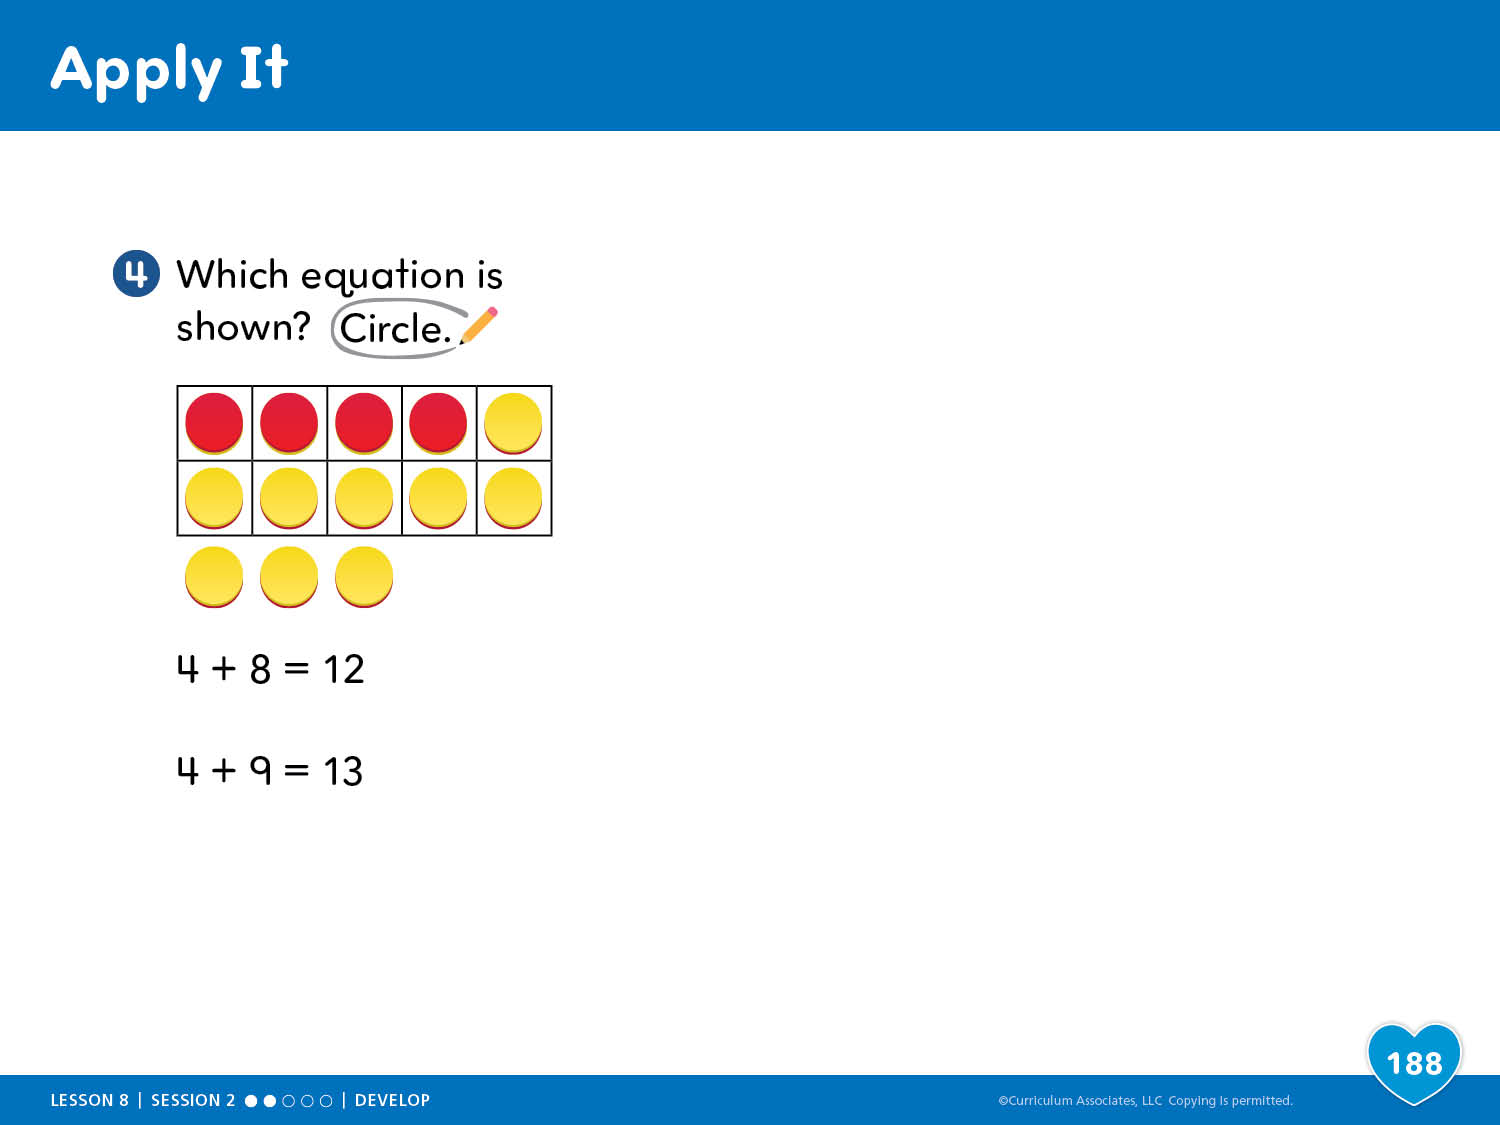 Apply It
4 Which equation is
shown? Circle.
4 + 8 = 12
4 + 9 = 13
188
LESSON 8 | SESSION 2 | DEVELOP
©Curriculum Associates, LLC Copying is permitted.